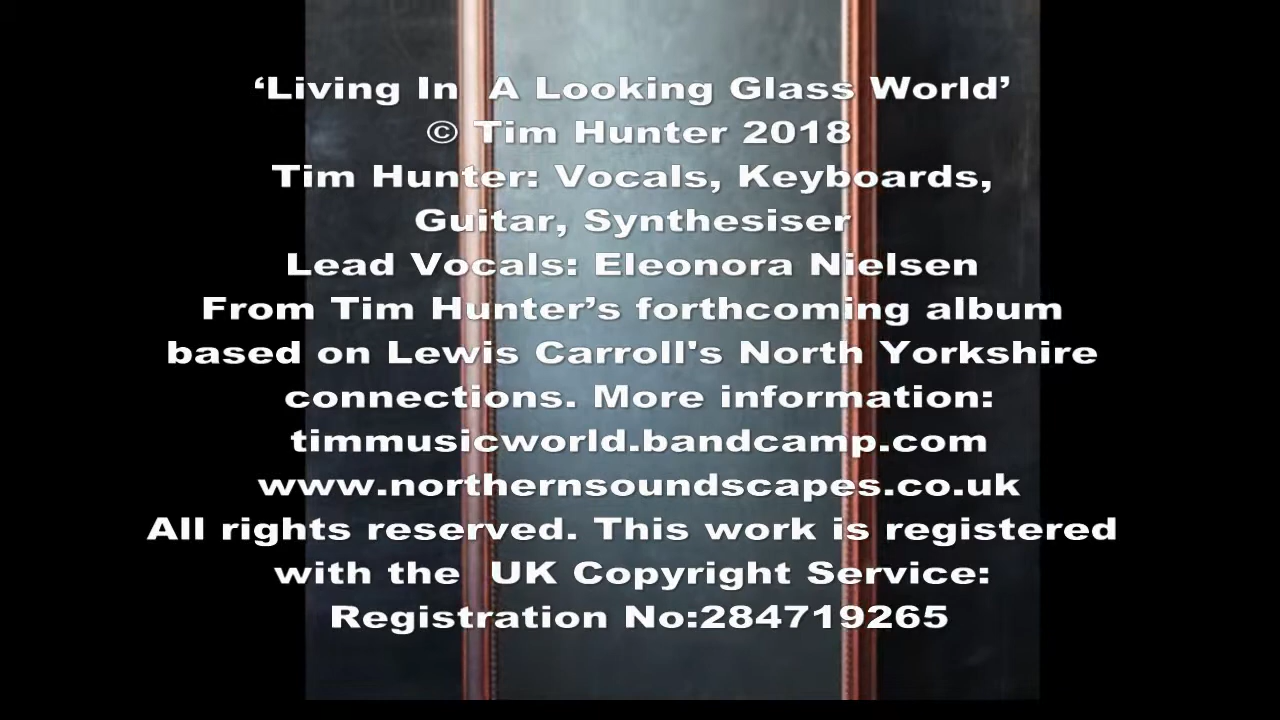 ‘Living In  A Looking Glass World’
© Tim Hunter 2018
Tim Hunter: Vocals, Keyboards,
Guitar, Synthesiser
Lead Vocals: Eleonora Nielsen
From Tim Hunter’s forthcoming album
based on Lewis Carroll's North Yorkshire
connections. More information:
timmusicworld.bandcamp.com
www.northernsoundscapes.co.uk
All rights reserved. This work is registered
with the  UK Copyright Service:
Registration No:284719265